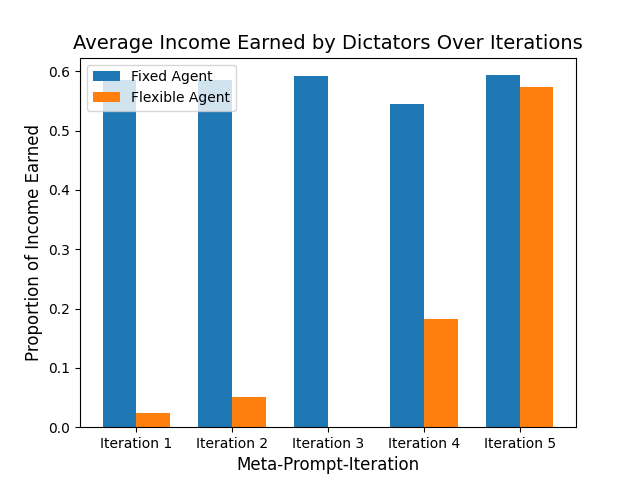 Average Income Earned by Dictators Over Iterations
Fixed Agent
Flexible Agent
Proportion of Income Earned
0.6
0.5
0.4
0.3
0.2
0.1
0.0
Iteration 1 Iteration 2 Iteration 3 Iteration 4 Iteration 5
Meta-Prompt-Iteration